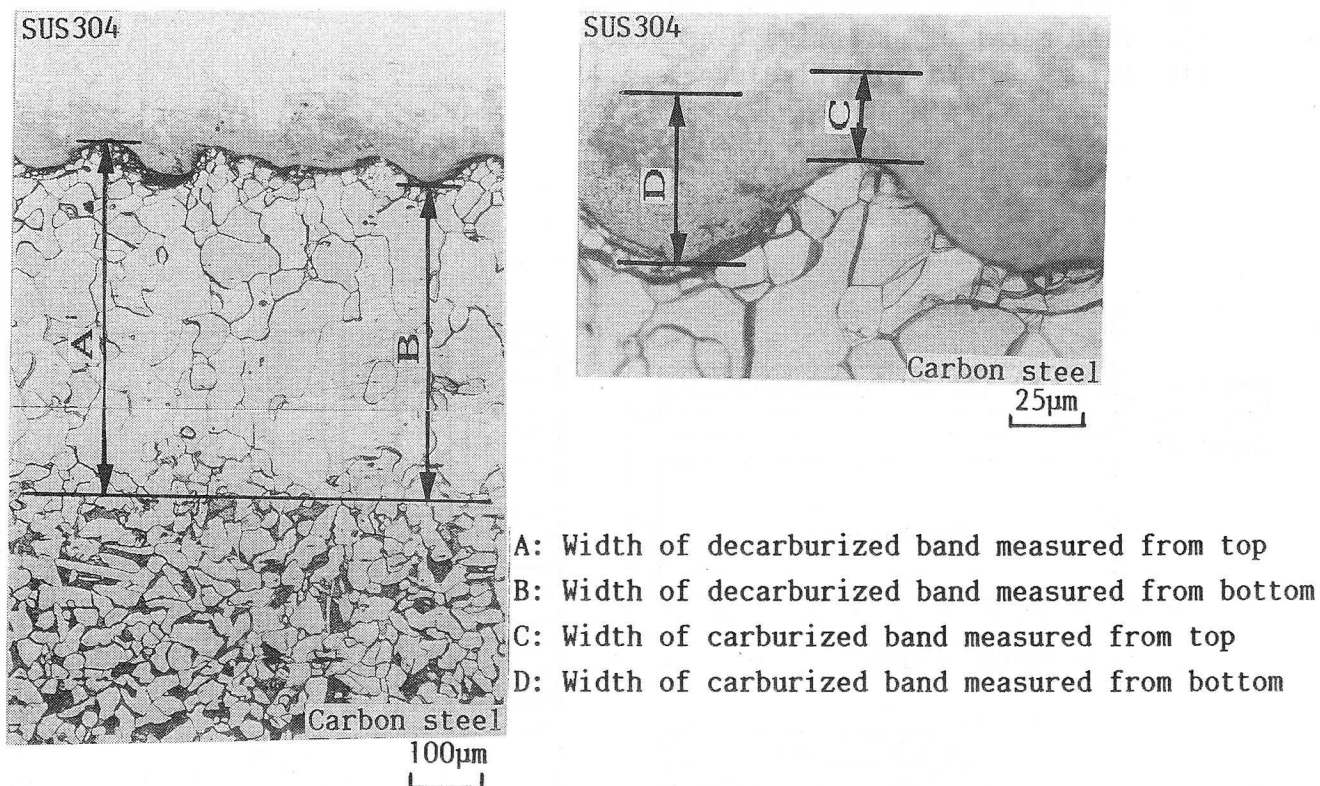 SUS304
A
B
Carbon steel
100μm
SUS304
C
D
Carbon steel
25μm
A: Width of decarburized band measured from top
B: Width of decarburized band measured from bottom
C: Width of carburized band measured from top
D: Width of carburized band measured from bottom